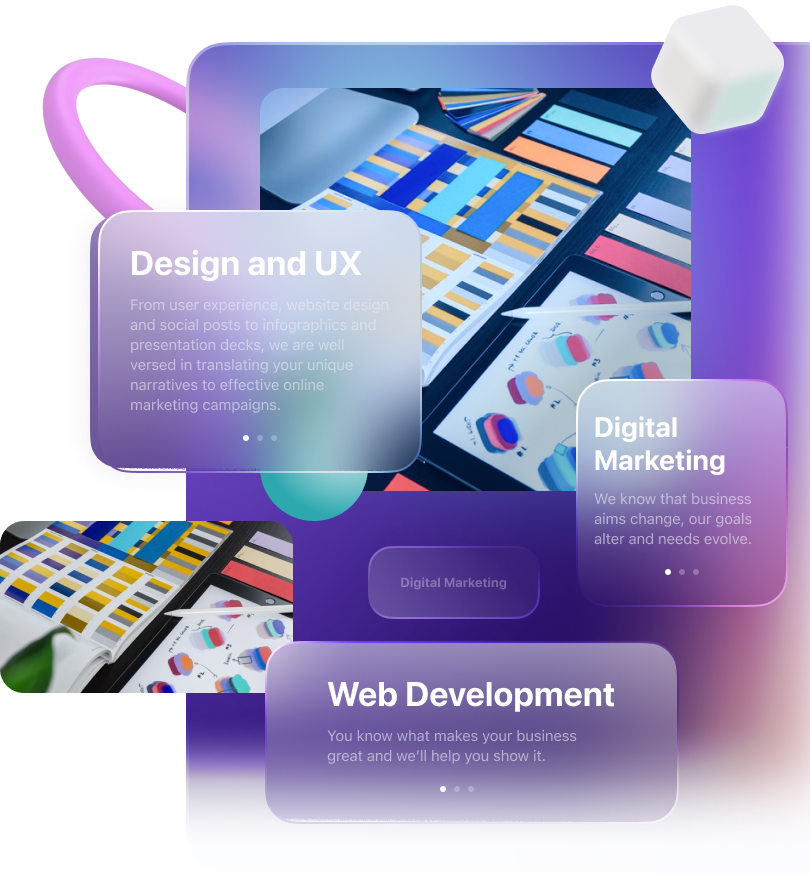 Design and UX
From user experience, website design
and social posts to infographics and
presentation decks, we are well
versed in translating your unique
narratives to effective online
marketing campaigns.
Digital
Marketing
We know that business
aims change, our goals
alter and needs evolve.
Digital Marketing
Web Development
You know what makes your business
great and we’ll help you show it.